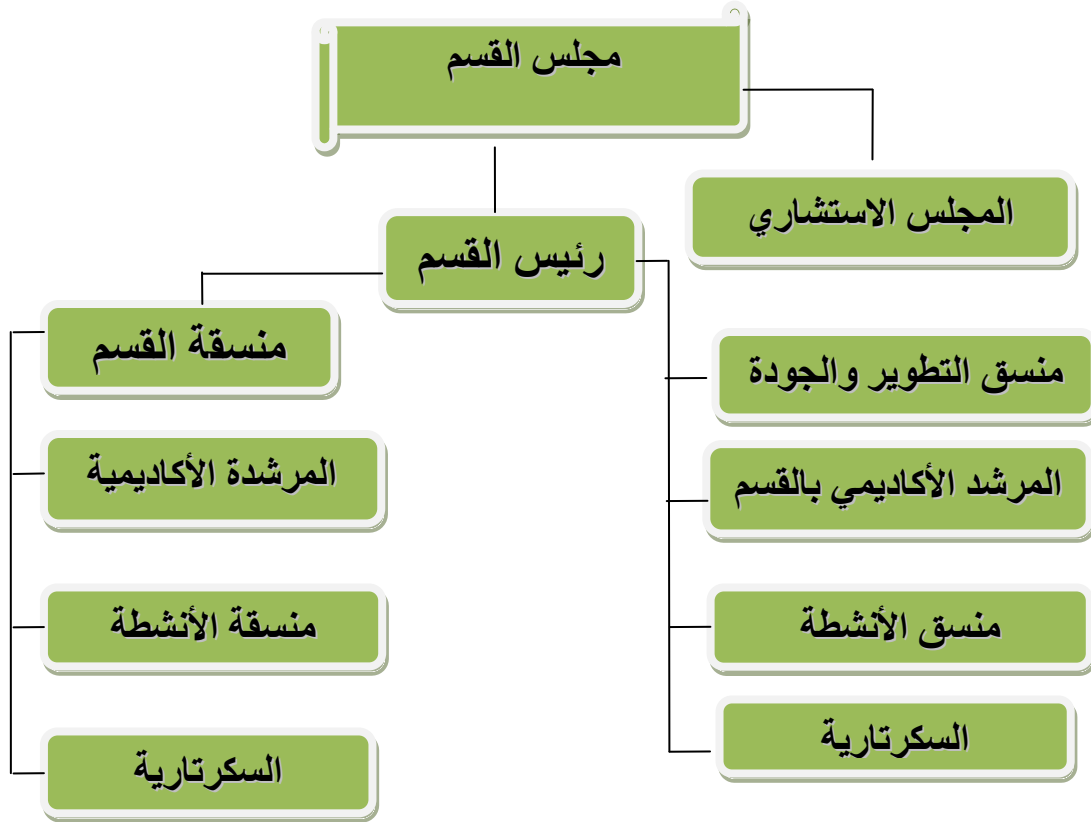 مجلس القسم
المجلس الاستشاري
رئيس القسم
منسقة القسم
منسق التطوير والجودة
المرشدة الأكاديمية
المرشد الأكاديمي بالقسم
منسقة الأنشطة
منسق الأنشطة
السكرتارية
السكرتارية